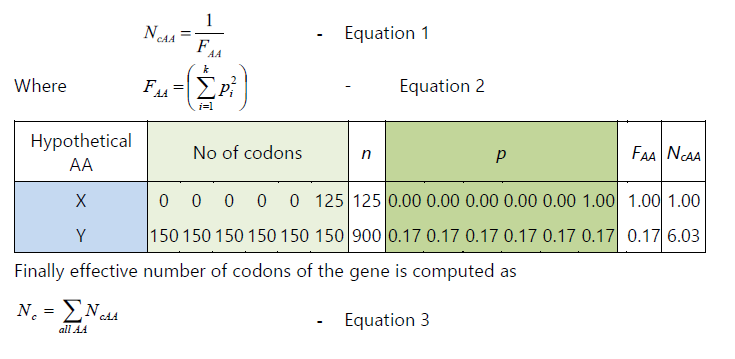 N_cAA = 1/F_AA - Equation 1
Where F_AA = (∑_{i=1}^{k} p_i^2) - Equation 2
Hypothetical AA No of codons n p F_AA N_cAA
X 0 0 0 0 0 125 125 0.00 0.00 0.00 0.00 0.00 1.00 1.00 1.00
Y 150 150 150 150 150 150 900 0.17 0.17 0.17 0.17 0.17 0.17 0.17 6.03
Finally effective number of codons of the gene is computed as
N_c = ∑_{all AA} N_cAA - Equation 3